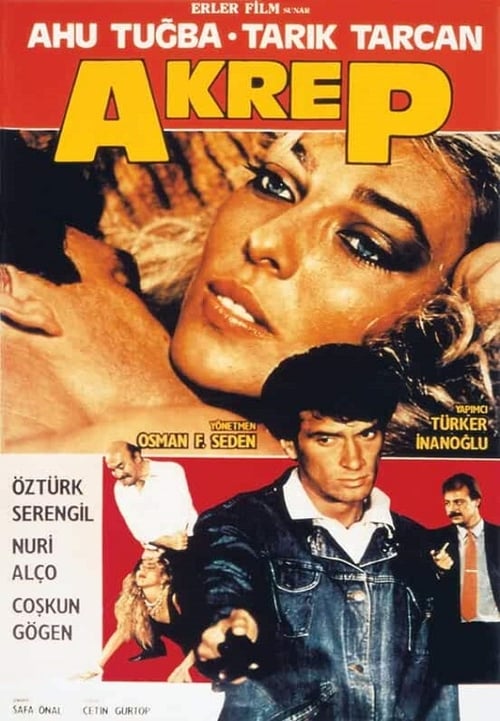 ERLER FİLM SUNAR
AHU TUĞBA · TARIK TARCAN
AKREP
YÖNETMEN
OSMAN F. SEDEN
YAPIMCI
TÜRKER
İNANOĞLU
ÖZTÜRK
SERENGİL
NURİ
ALÇO
COŞKUN
GÖGEN
SAFA ÖNAL
ÇETİN GÜRTOP